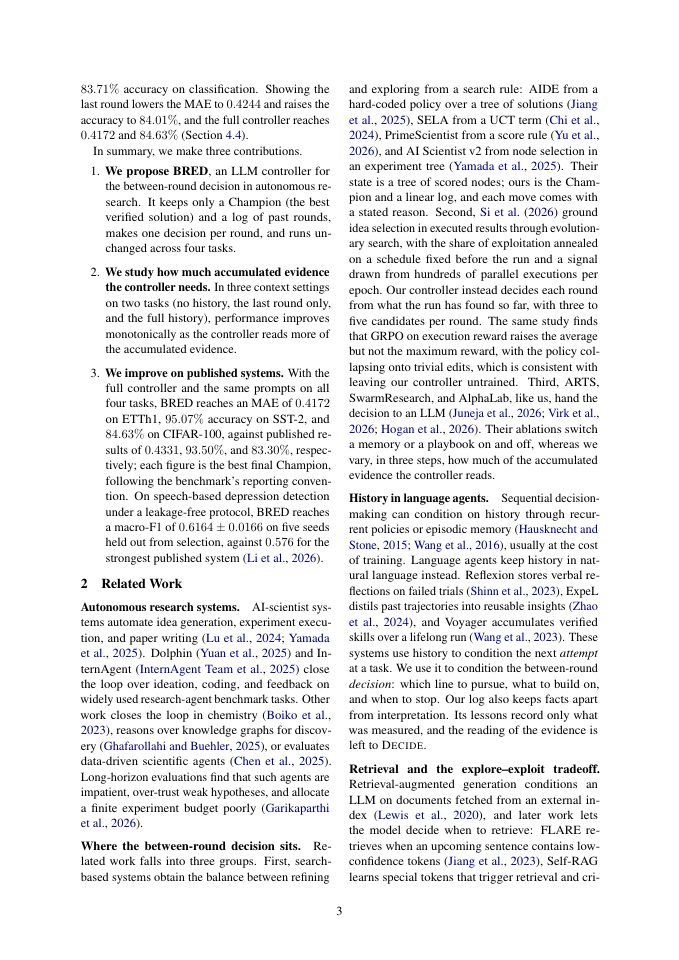 83.71% accuracy on classification. Showing the
last round lowers the MAE to 0.4244 and raises the
accuracy to 84.01%, and the full controller reaches
0.4172 and 84.63% (Section 4.4).
In summary, we make three contributions.
1. We propose BRED, an LLM controller for
the between-round decision in autonomous re-
search. It keeps only a Champion (the best
verified solution) and a log of past rounds,
makes one decision per round, and runs un-
changed across four tasks.
2. We study how much accumulated evidence
the controller needs. In three context settings
on two tasks (no history, the last round only,
and the full history), performance improves
monotonically as the controller reads more of
the accumulated evidence.
3. We improve on published systems. With the
full controller and the same prompts on all
four tasks, BRED reaches an MAE of 0.4172
on ETTh1, 95.07% accuracy on SST-2, and
84.63% on CIFAR-100, against published re-
sults of 0.4331, 93.50%, and 83.30%, respec-
tively; each figure is the best final Champion,
following the benchmark's reporting conven-
tion. On speech-based depression detection
under a leakage-free protocol, BRED reaches
a macro-F1 of 0.6164 ± 0.0166 on five seeds
held out from selection, against 0.576 for the
strongest published system (Li et al., 2026).
2 Related Work
Autonomous research systems. AI-scientist sys-
tems automate idea generation, experiment execu-
tion, and paper writing (Lu et al., 2024; Yamada
et al., 2025). Dolphin (Yuan et al., 2025) and In-
ternAgent (InternAgent Team et al., 2025) close
the loop over ideation, coding, and feedback on
widely used research-agent benchmark tasks. Other
work closes the loop in chemistry (Boiko et al.,
2023), reasons over knowledge graphs for discov-
ery (Ghafarollahi and Buehler, 2025), or evaluates
data-driven scientific agents (Chen et al., 2025).
Long-horizon evaluations find that such agents are
impatient, over-trust weak hypotheses, and allocate
a finite experiment budget poorly (Garikaparthi
et al., 2026).
Where the between-round decision sits. Re-
lated work falls into three groups. First, search-
based systems obtain the balance between refining
and exploring from a search rule: AIDE from a
hard-coded policy over a tree of solutions (Jiang
et al., 2025), SELA from a UCT term (Chi et al.,
2024), PrimeScientist from a score rule (Yu et al.,
2026), and AI Scientist v2 from node selection in
an experiment tree (Yamada et al., 2025). Their
state is a tree of scored nodes; ours is the Cham-
pion and a linear log, and each move comes with
a stated reason. Second, Si et al. (2026) ground
idea selection in executed results through evolution-
ary search, with the share of exploitation annealed
on a schedule fixed before the run and a signal
drawn from hundreds of parallel executions per
epoch. Our controller instead decides each round
from what the run has found so far, with three to
five candidates per round. The same study finds
that GRPO on execution reward raises the average
but not the maximum reward, with the policy col-
lapsing onto trivial edits, which is consistent with
leaving our controller untrained. Third, ARTS,
SwarmResearch, and AlphaLab, like us, hand the
decision to an LLM (Juneja et al., 2026; Virk et al.,
2026; Hogan et al., 2026). Their ablations switch
a memory or a playbook on and off, whereas we
vary, in three steps, how much of the accumulated
evidence the controller reads.
History in language agents. Sequential decision-
making can condition on history through recur-
rent policies or episodic memory (Hausknecht and
Stone, 2015; Wang et al., 2016), usually at the cost
of training. Language agents keep history in nat-
ural language instead. Reflexion stores verbal re-
flections on failed trials (Shinn et al., 2023), ExpeL
distils past trajectories into reusable insights (Zhao
et al., 2024), and Voyager accumulates verified
skills over a lifelong run (Wang et al., 2023). These
systems use history to condition the next attempt
at a task. We use it to condition the between-round
decision: which line to pursue, what to build on,
and when to stop. Our log also keeps facts apart
from interpretation. Its lessons record only what
was measured, and the reading of the evidence is
left to DECIDE.
Retrieval and the explore–exploit tradeoff.
Retrieval-augmented generation conditions an
LLM on documents fetched from an external in-
dex (Lewis et al., 2020), and later work lets
the model decide when to retrieve: FLARE re-
trieves when an upcoming sentence contains low-
confidence tokens (Jiang et al., 2023), Self-RAG
learns special tokens that trigger retrieval and cri-
3